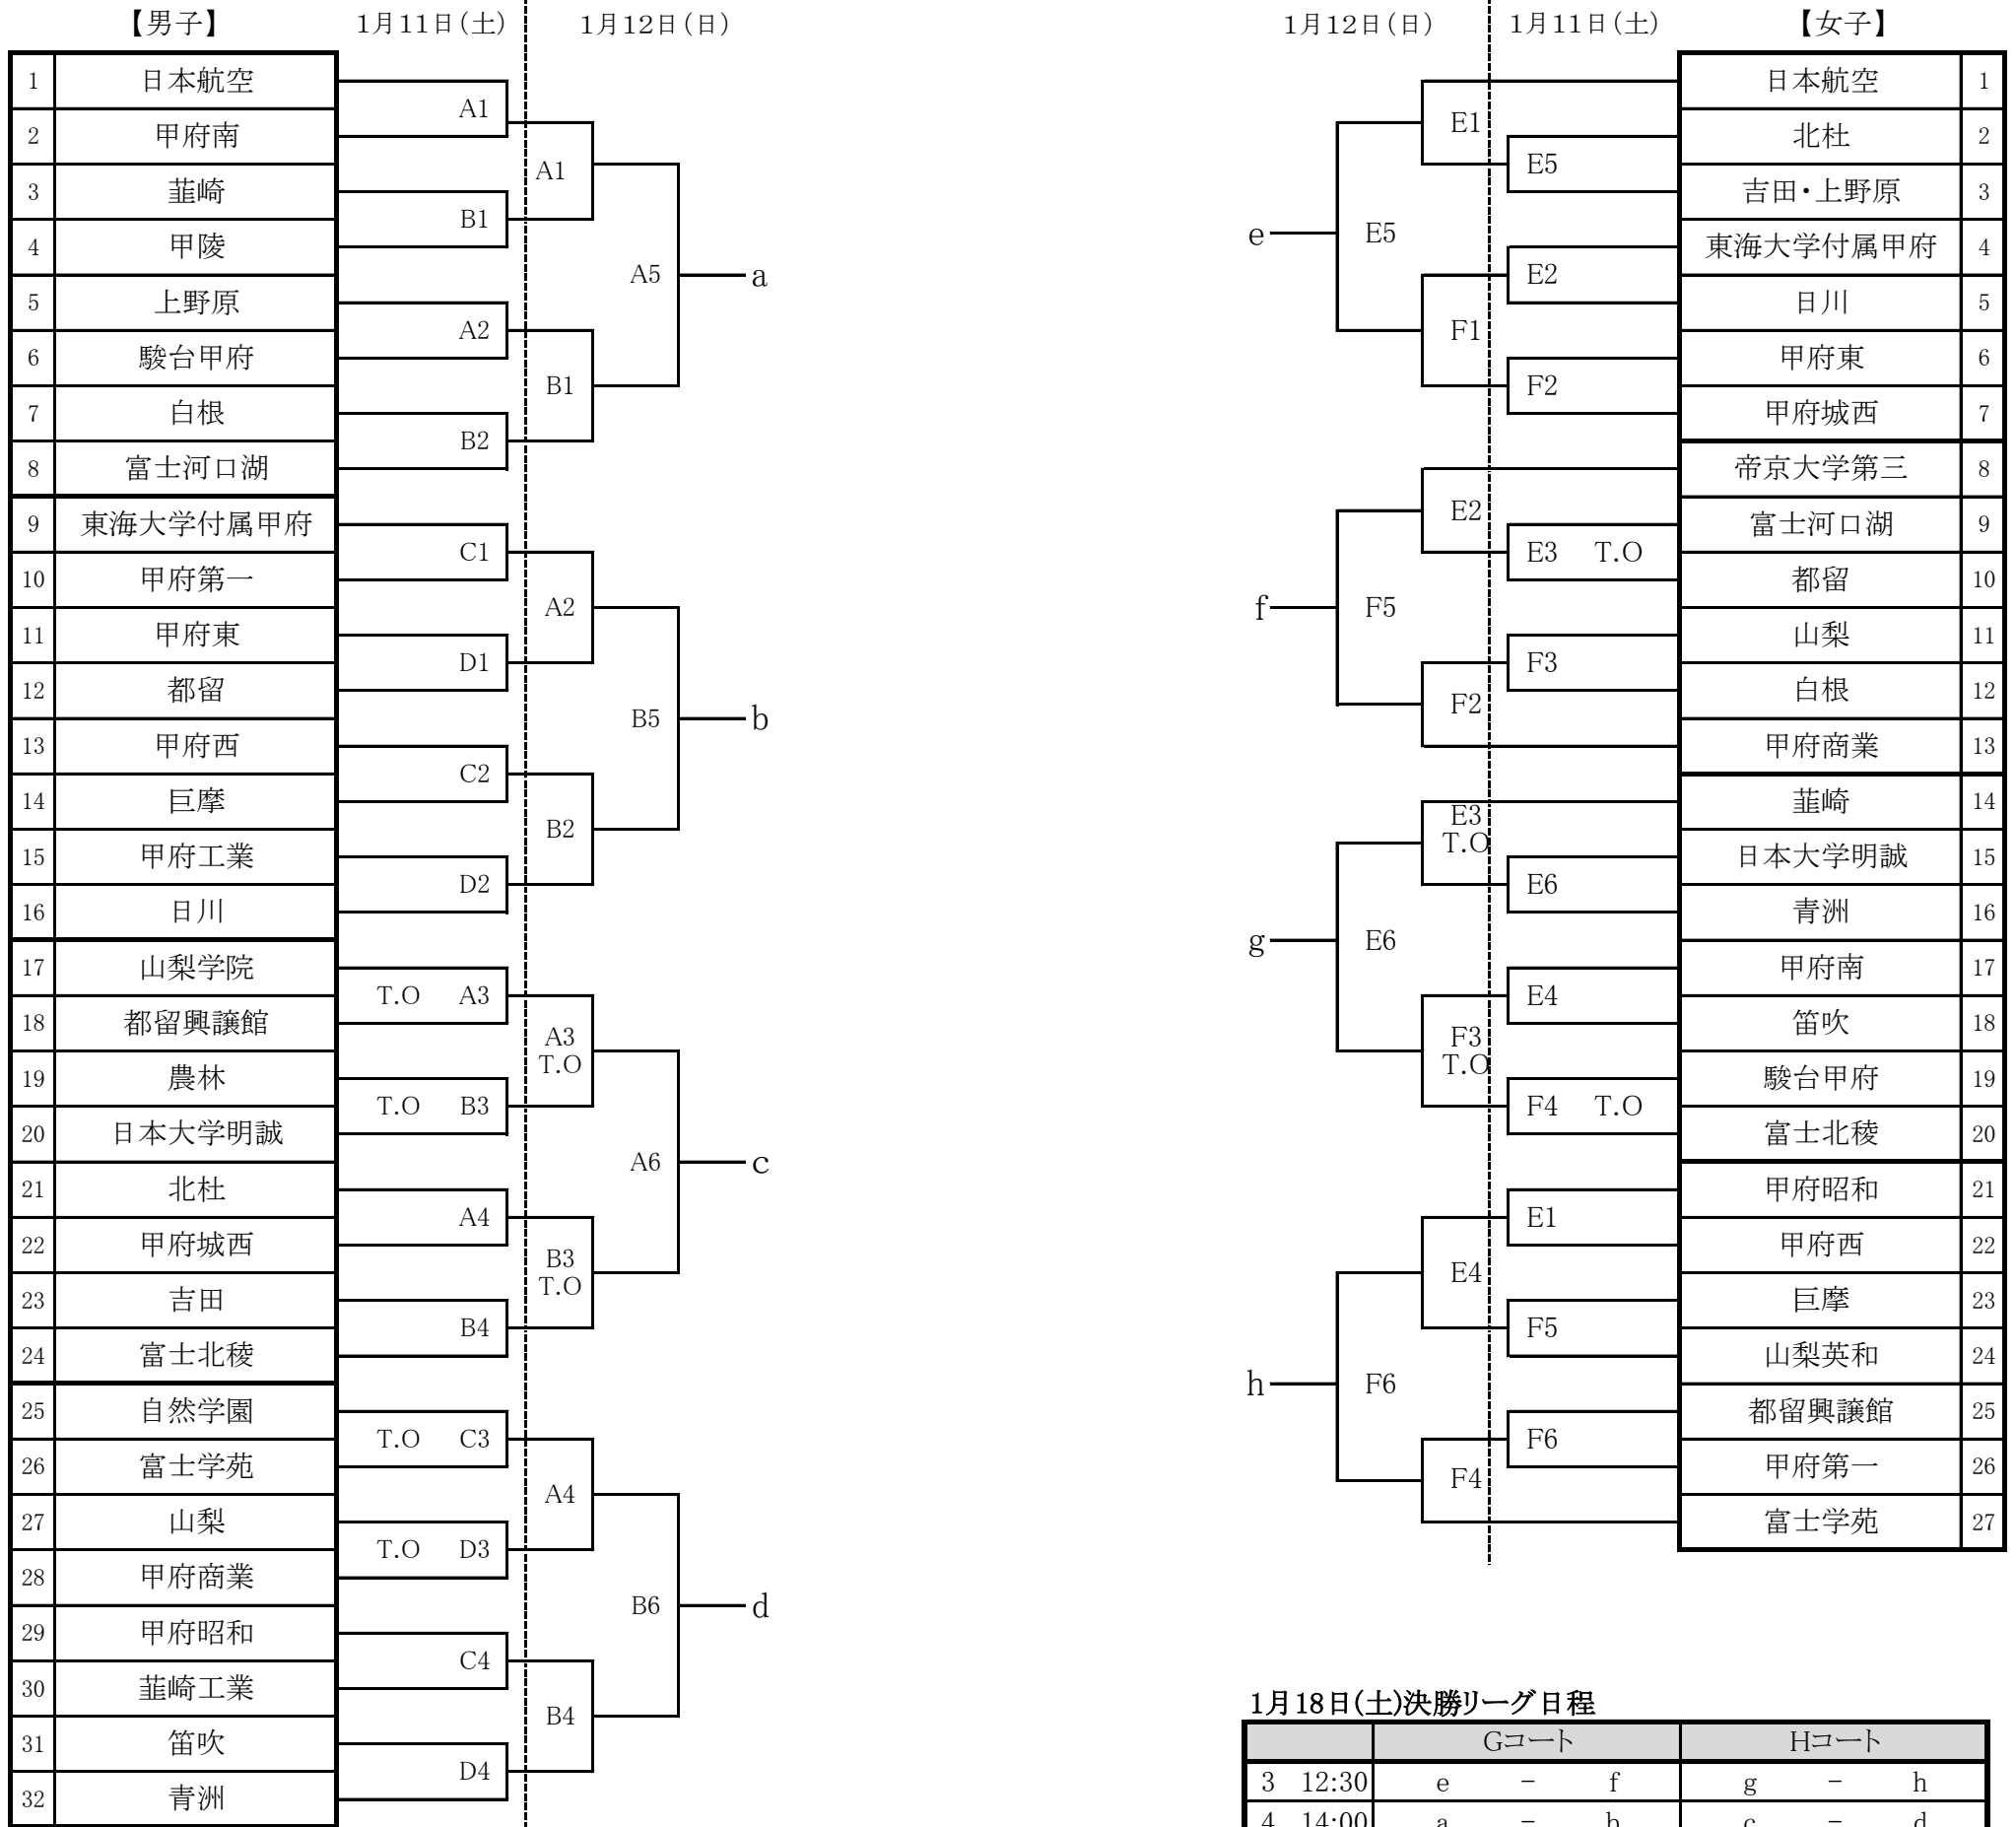 【男子】 1月11日(土) 1月12日(日)
1 日本航空
2 甲府南
3 韮崎
4 甲陵
5 上野原
6 駿台甲府
7 白根
8 富士河口湖
9 東海大学付属甲府
10 甲府第一
11 甲府東
12 都留
13 甲府西
14 巨摩
15 甲府工業
16 日川
17 山梨学院
18 都留興譲館
19 農林
20 日本大学明誠
21 北杜
22 甲府城西
23 吉田
24 富士北稜
25 自然学園
26 富士学苑
27 山梨
28 甲府商業
29 甲府昭和
30 韮崎工業
31 笛吹
32 青洲
A1
B1
A2
B2
C1
D1
C2
D2
T.O A3
T.O B3
A4
B4
T.O C3
T.O D3
C4
D4
A1
B1
A2
B2
A3
T.O
B3
T.O
A4
B4
A5
B5
A6
B6
a
b
c
d
1月12日(日) 1月11日(土) 【女子】
e
f
g
h
E5
F5
E6
F6
E1
F1
E2
F2
E3
T.O
F3
T.O
E4
F4
E5
E2
F2
E3 T.O
F3
E6
E4
F4 T.O
E1
F5
F6
日本航空 1
北杜 2
吉田・上野原 3
東海大学付属甲府 4
日川 5
甲府東 6
甲府城西 7
帝京大学第三 8
富士河口湖 9
都留 10
山梨 11
白根 12
甲府商業 13
韮崎 14
日本大学明誠 15
青洲 16
甲府南 17
笛吹 18
駿台甲府 19
富士北稜 20
甲府昭和 21
甲府西 22
巨摩 23
山梨英和 24
都留興譲館 25
甲府第一 26
富士学苑 27
1月18日(土)決勝リーグ日程
Gコート Hコート
3 12:30 e - f g - h
4 14:00 a - b c - d